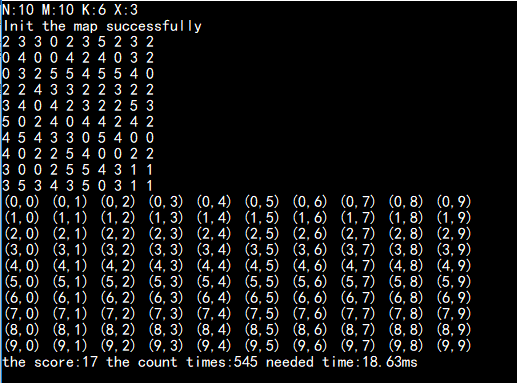 N:10 M:10 K:6 X:3
Init the map successfully
2 3 3 0 2 3 5 2 3 2
0 4 0 0 4 2 4 0 3 2
0 3 2 5 5 4 5 5 4 0
2 2 4 3 3 2 2 3 2 2
3 4 0 4 2 3 2 2 5 3
5 0 2 4 0 4 4 2 4 2
4 5 4 3 3 0 5 4 0 0
4 0 2 2 5 4 0 0 2 2
3 0 0 2 5 5 4 3 1 1
3 5 3 4 3 5 0 3 1 1
(0,0) (0,1) (0,2) (0,3) (0,4) (0,5) (0,6) (0,7) (0,8) (0,9)
(1,0) (1,1) (1,2) (1,3) (1,4) (1,5) (1,6) (1,7) (1,8) (1,9)
(2,0) (2,1) (2,2) (2,3) (2,4) (2,5) (2,6) (2,7) (2,8) (2,9)
(3,0) (3,1) (3,2) (3,3) (3,4) (3,5) (3,6) (3,7) (3,8) (3,9)
(4,0) (4,1) (4,2) (4,3) (4,4) (4,5) (4,6) (4,7) (4,8) (4,9)
(5,0) (5,1) (5,2) (5,3) (5,4) (5,5) (5,6) (5,7) (5,8) (5,9)
(6,0) (6,1) (6,2) (6,3) (6,4) (6,5) (6,6) (6,7) (6,8) (6,9)
(7,0) (7,1) (7,2) (7,3) (7,4) (7,5) (7,6) (7,7) (7,8) (7,9)
(8,0) (8,1) (8,2) (8,3) (8,4) (8,5) (8,6) (8,7) (8,8) (8,9)
(9,0) (9,1) (9,2) (9,3) (9,4) (9,5) (9,6) (9,7) (9,8) (9,9)
the score:17 the count times:545 needed time:18.63ms